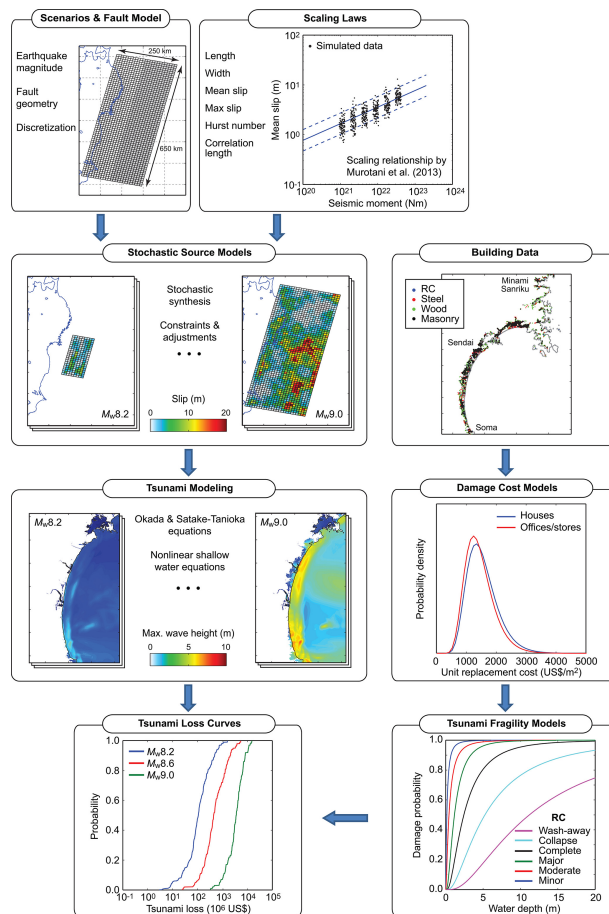 Scenarios & Fault Model
Earthquake
magnitude
Fault
geometry
Discretization
250 km
650 km
Scaling Laws
Length
Width
Mean slip
Max slip
Hurst number
Correlation
length
Mean slip (m)
10²
10¹
10⁰
10⁻¹
• Simulated data
Scaling relationship by
Murotani et al. (2013)
10²⁰ 10²¹ 10²² 10²³ 10²⁴
Seismic moment (Nm)
Stochastic Source Models
Mw8.2
Stochastic
synthesis
Constraints &
adjustments
• • •
Slip (m)
0 10 20
Mw9.0
Building Data
RC
Steel
Wood
Masonry
Minami
Sanriku
Sendai
Soma
Tsunami Modeling
Mw8.2
Okada & Satake-Tanioka
equations
Nonlinear shallow
water equations
• • •
Max. wave height (m)
0 5 10
Mw9.0
Damage Cost Models
Probability density
Houses
Offices/stores
0 1000 2000 3000 4000 5000
Unit replacement cost (US$/m²)
Tsunami Loss Curves
Probability
1.0
0.8
0.6
0.4
0.2
0.0
Mw8.2
Mw8.6
Mw9.0
10⁻¹ 10⁰ 10¹ 10² 10³ 10⁴ 10⁵
Tsunami loss (10⁶ US$)
Tsunami Fragility Models
Damage probability
1.0
0.8
0.6
0.4
0.2
0.0
RC
Wash-away
Collapse
Complete
Major
Moderate
Minor
0 5 10 15 20
Water depth (m)